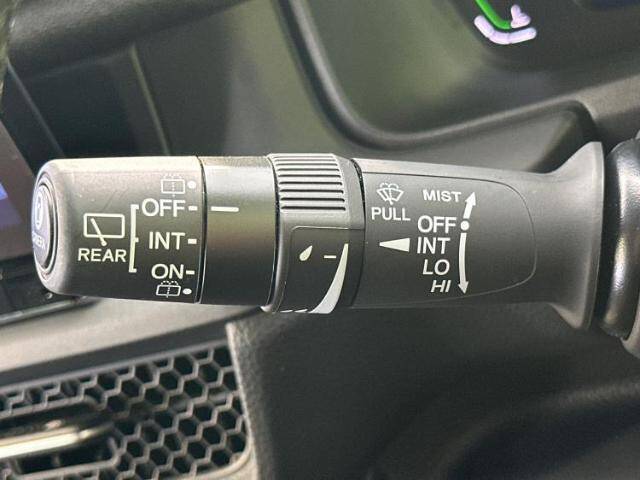 OFF
INT
ON
REAR
PULL
MIST
OFF
INT
LO
HI